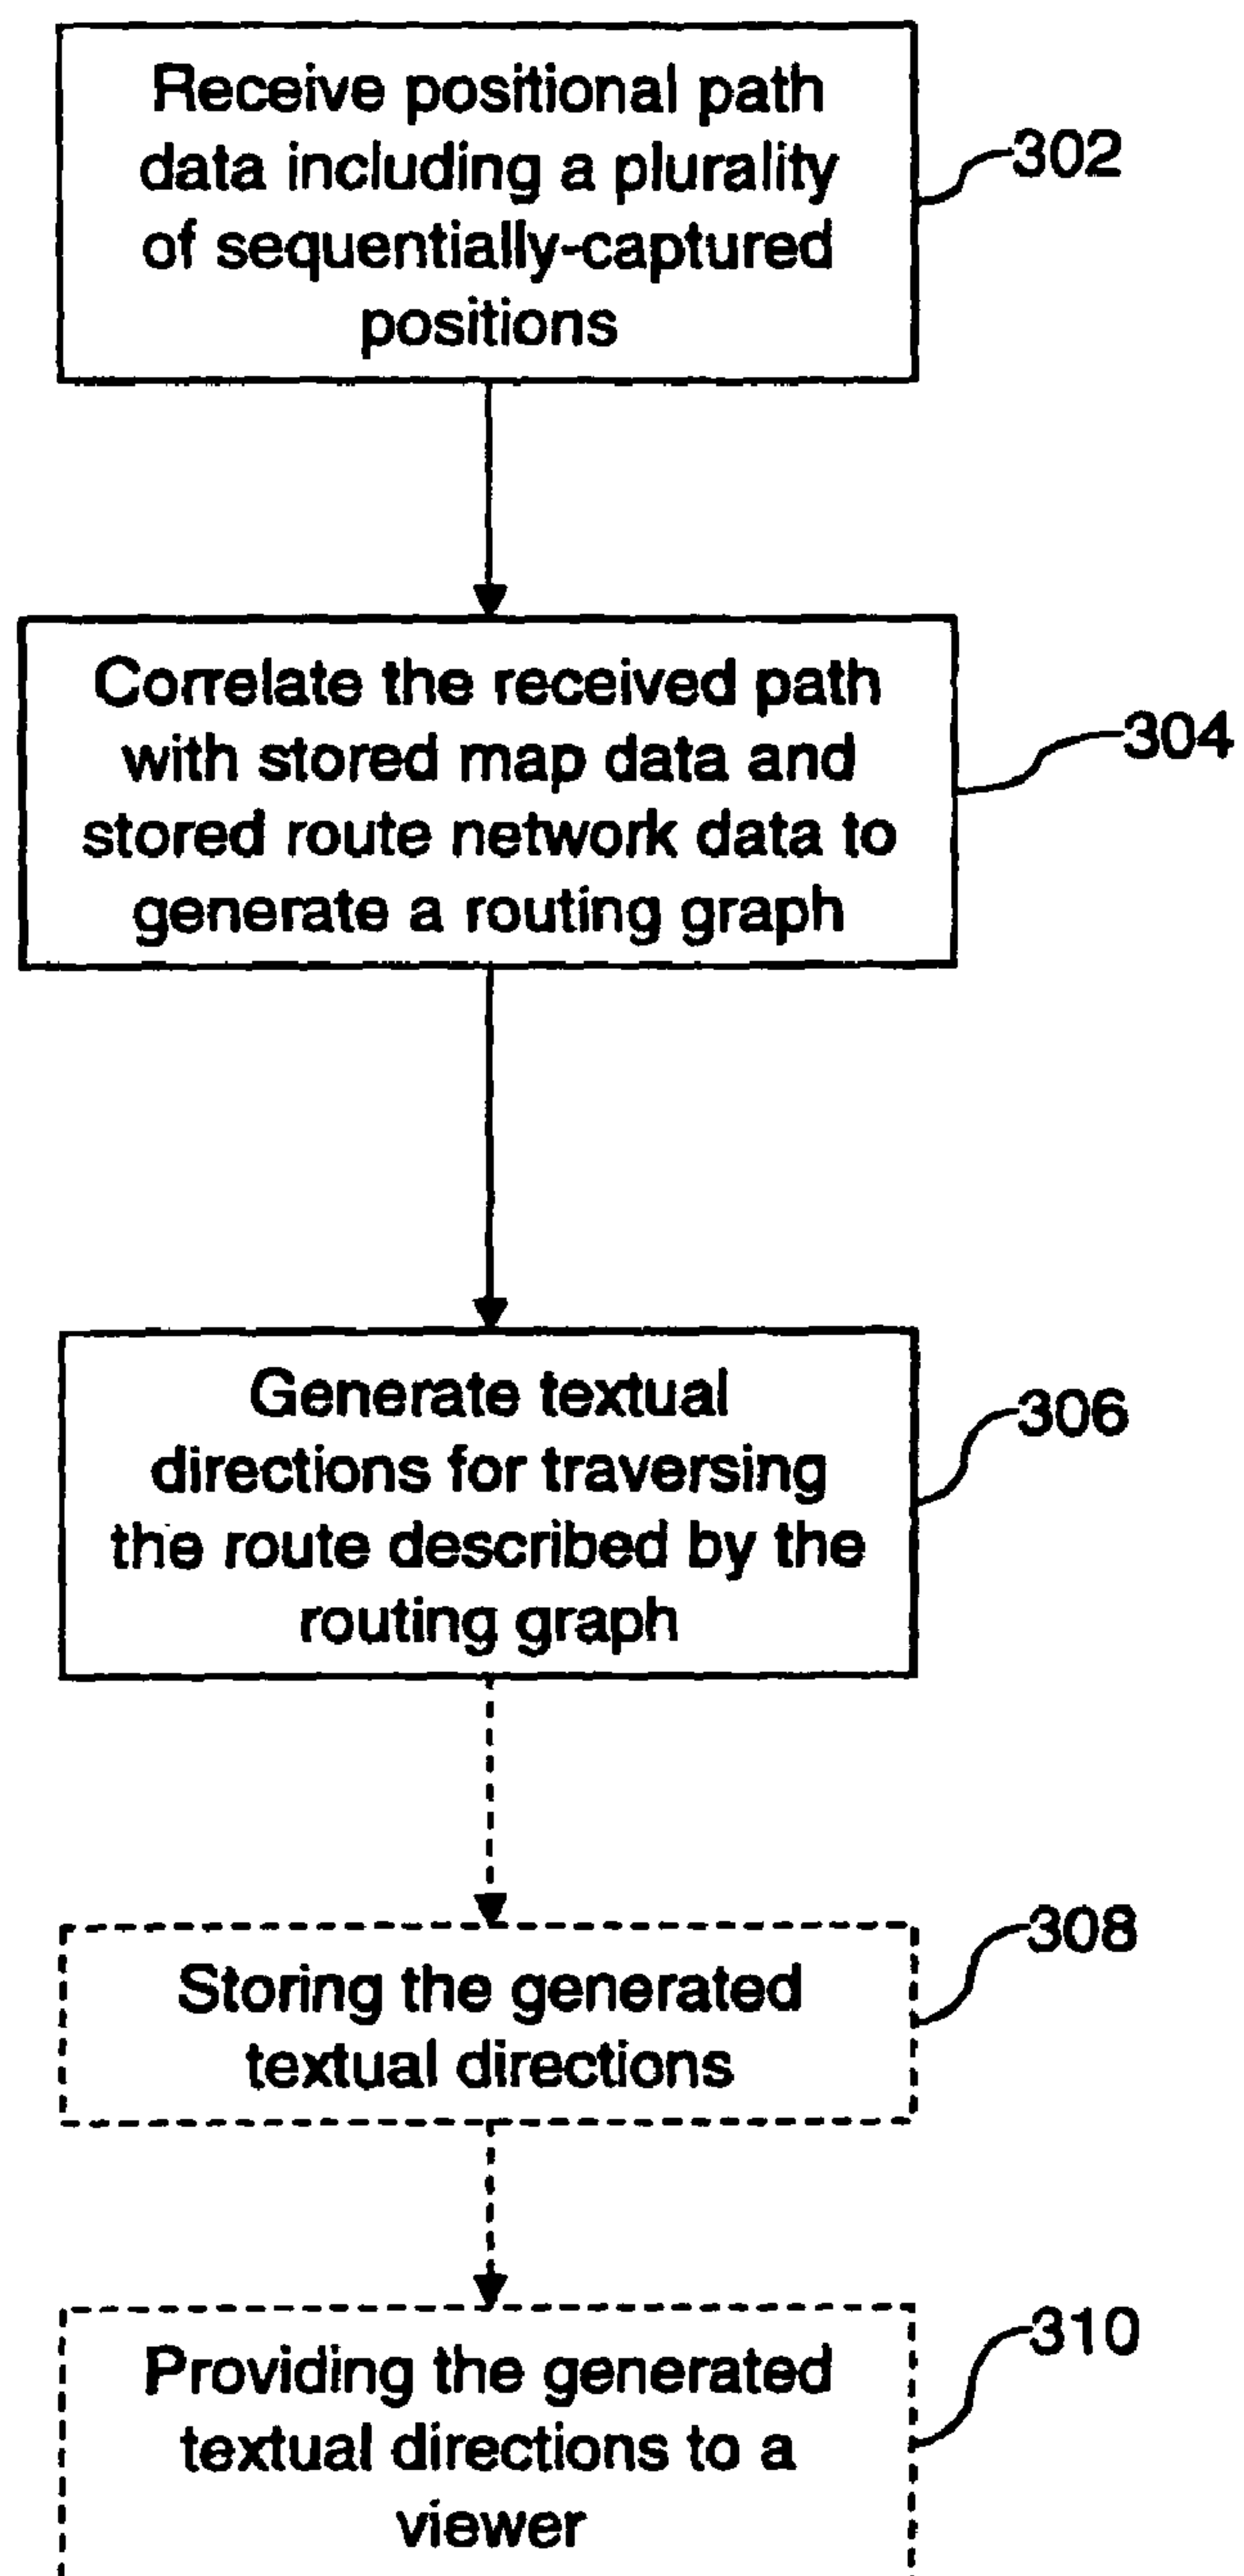 Receive positional path
data including a plurality
of sequentially-captured
positions
302
Correlate the received path
with stored map data and
stored route network data to
generate a routing graph
304
Generate textual
directions for traversing
the route described by the
routing graph
306
Storing the generated
textual directions
308
Providing the generated
textual directions to a
viewer
310